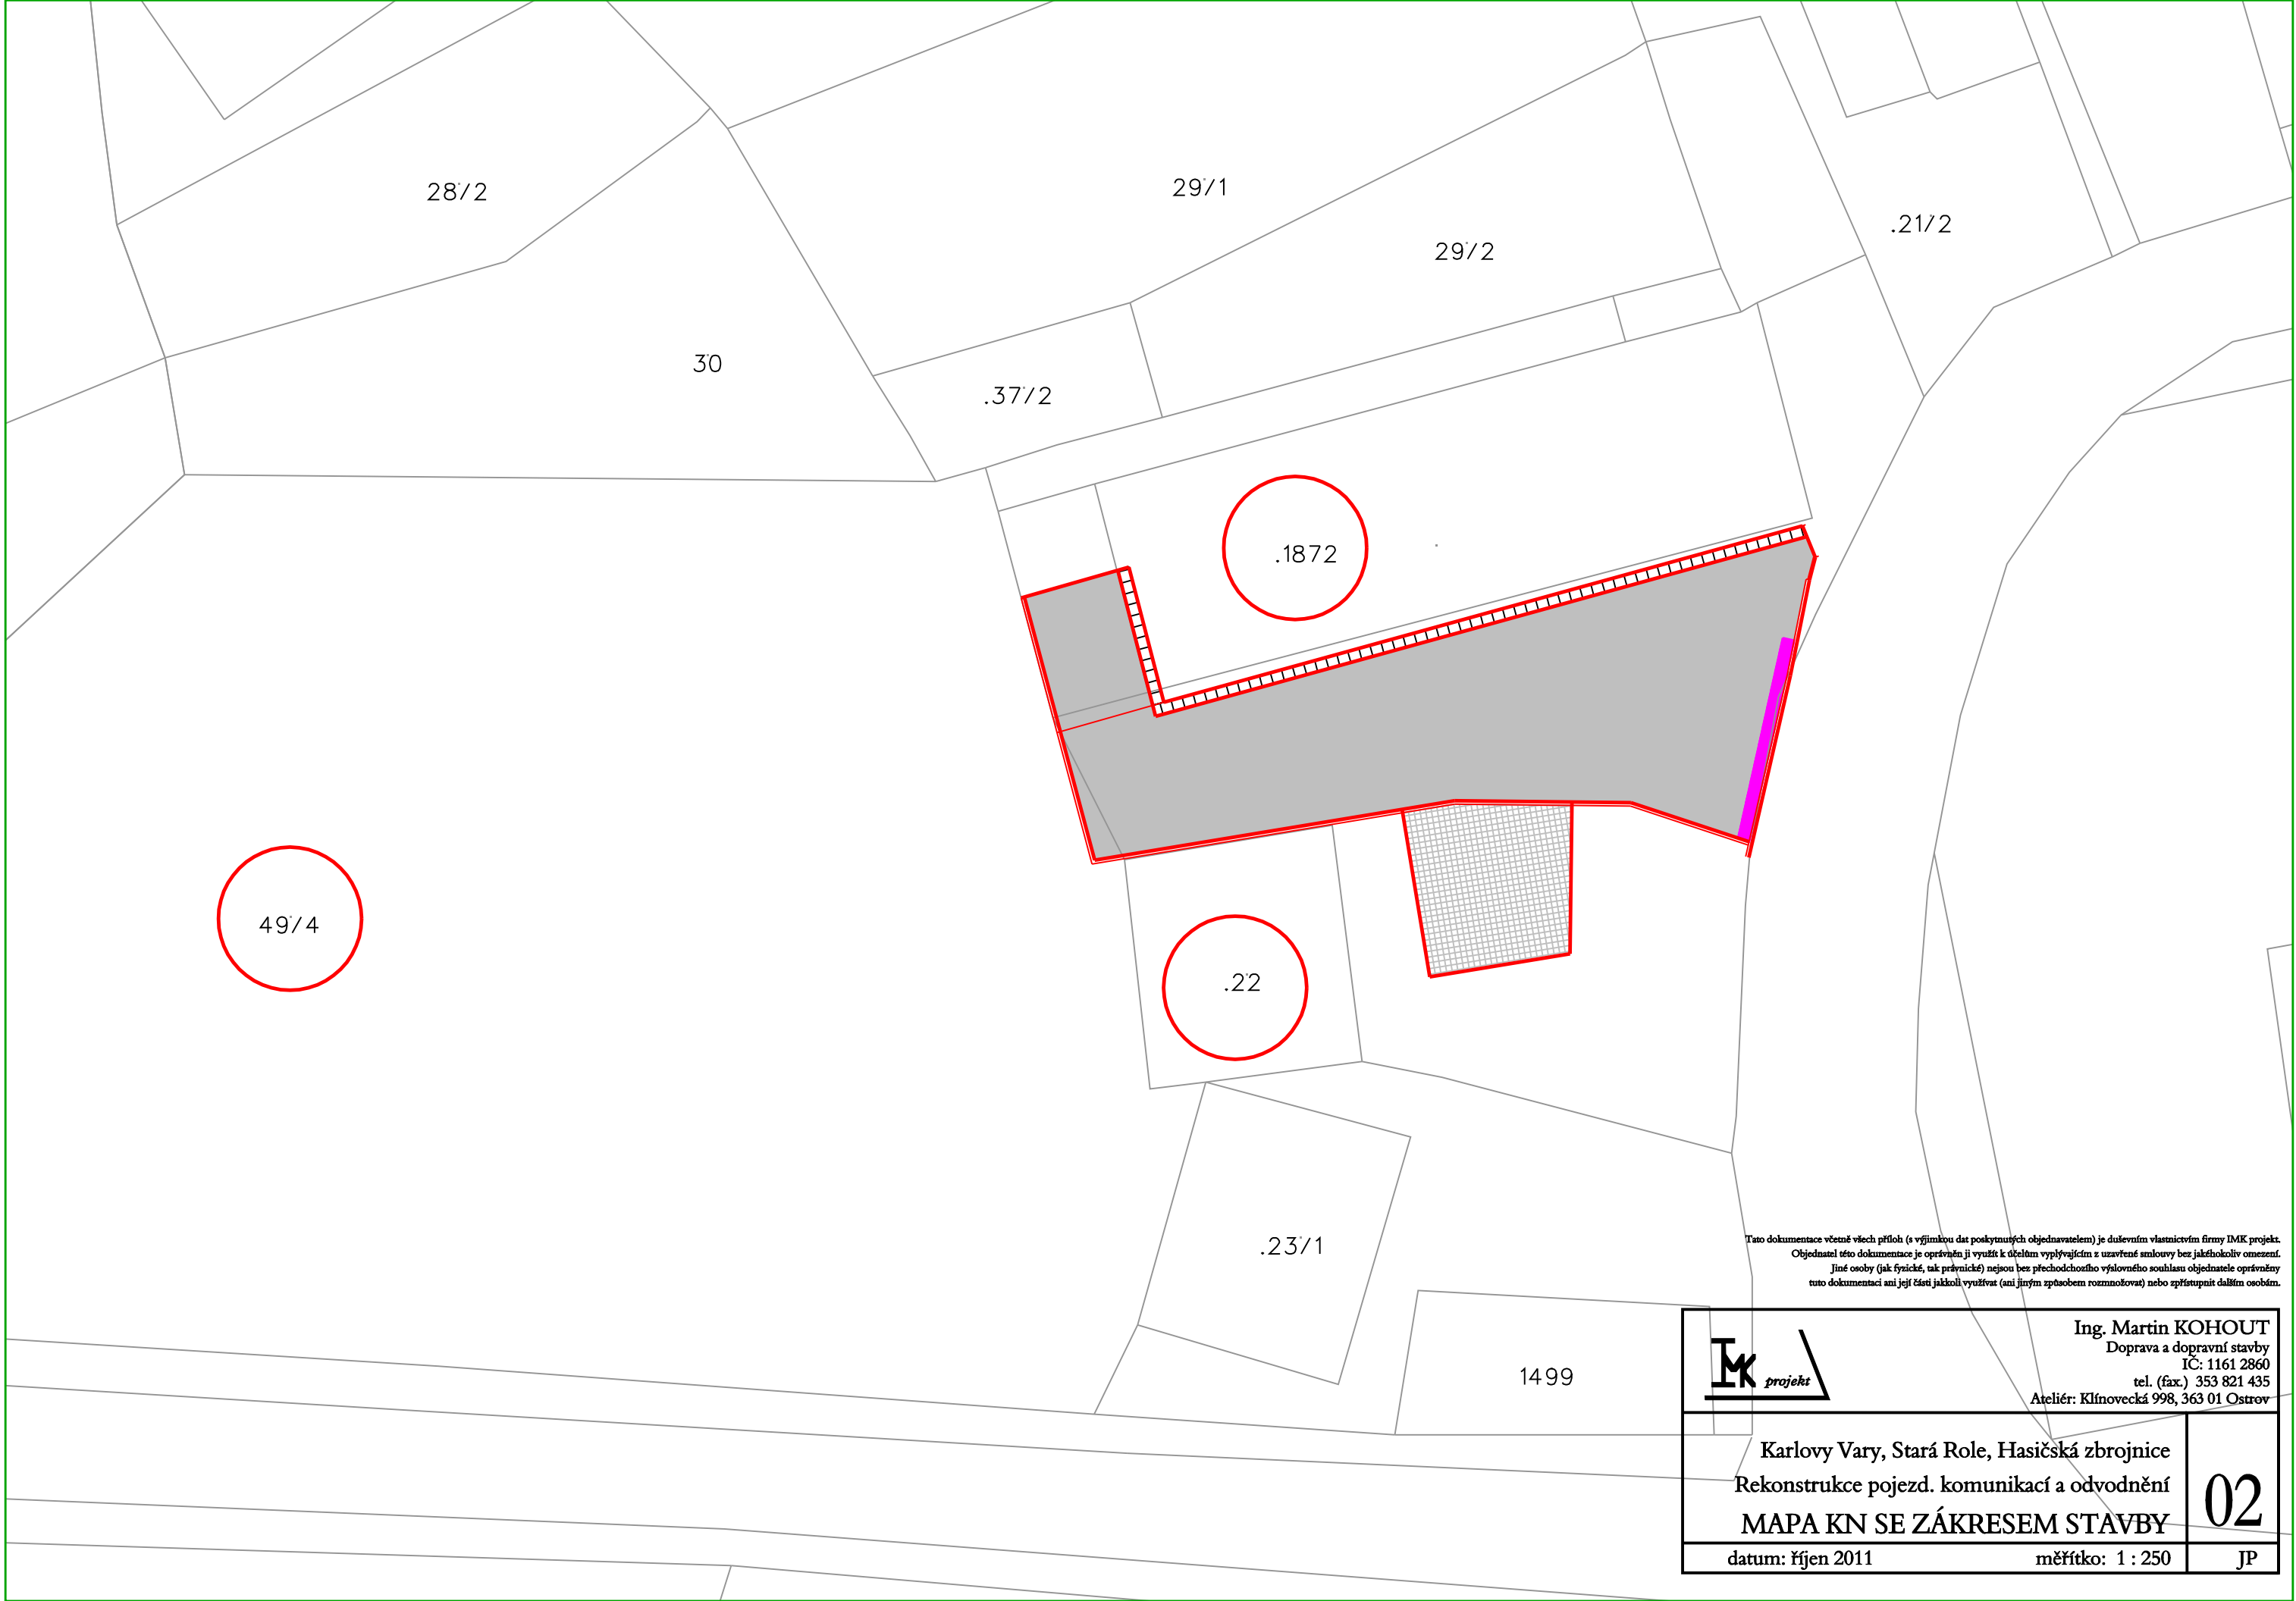 28/2
29/1
29/2
.21/2
30
.37/2
.1872
49/4
.22
.23/1
1499
Tato dokumentace včetně všech příloh (s výjimkou dat poskytnutých objednavatelem) je duševním vlastnictvím firmy IMK projekt.
Objednatel této dokumentace je oprávněn ji využít k účelům vyplývajícím z uzavřené smlouvy bez jakéhokoliv omezení.
Jiné osoby (jak fyzické, tak právnické) nejsou bez přechodchozího výslovného souhlasu objednatele oprávněny
tuto dokumentaci ani její části jakkoli využívat (ani jiným způsobem rozmnožovat) nebo zpřístupnit dalším osobám.
IMK projekt
Ing. Martin KOHOUT
Doprava a dopravní stavby
IČ: 1161 2860
tel. (fax.) 353 821 435
Ateliér: Klínovecká 998, 363 01 Ostrov
Karlovy Vary, Stará Role, Hasičská zbrojnice
Rekonstrukce pojezd. komunikací a odvodnění
MAPA KN SE ZÁKRESEM STAVBY
02
datum: říjen 2011
měřítko: 1 : 250
JP